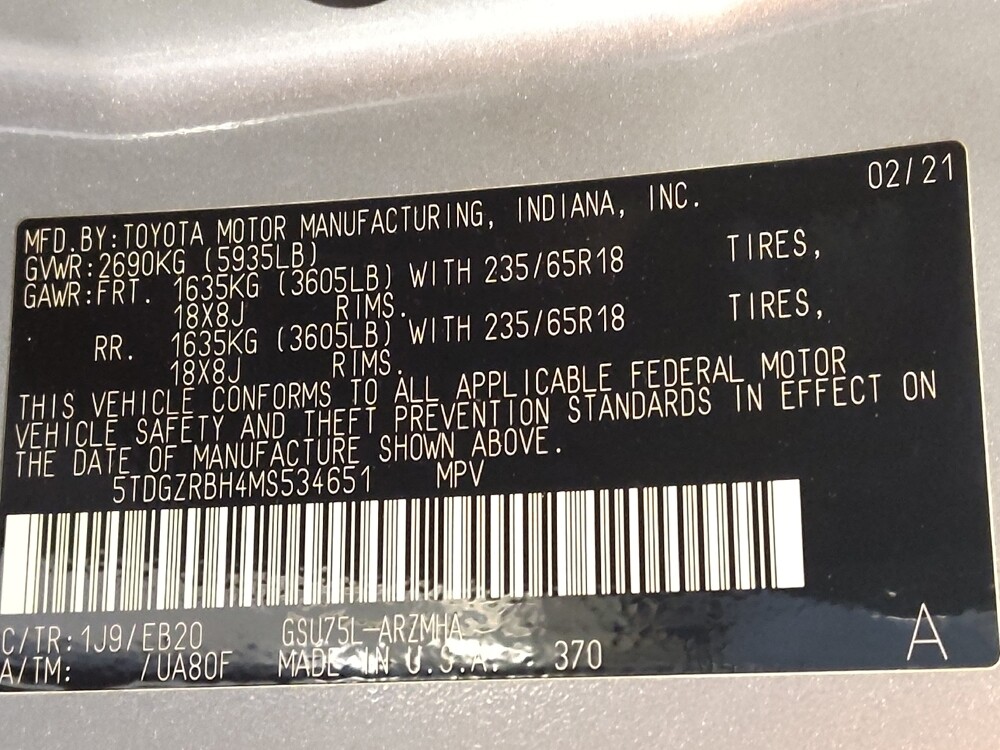 02/21
MFD.BY:TOYOTA MOTOR MANUFACTURING, INDIANA, INC.
GVWR:2690KG (5935LB)
GAWR:FRT. 1635KG (3605LB) WITH 235/65R18 TIRES,
18X8J RIMS.
RR. 1635KG (3605LB) WITH 235/65R18 TIRES,
18X8J RIMS.
THIS VEHICLE CONFORMS TO ALL APPLICABLE FEDERAL MOTOR
VEHICLE SAFETY AND THEFT PREVENTION STANDARDS IN EFFECT ON
THE DATE OF MANUFACTURE SHOWN ABOVE.
5TDGZRBH4MS534651 MPV
C/TR:1J9/EB20 GSU75L-ARZMHA
A/TM: /UA80F MADE IN U.S.A. 370
A